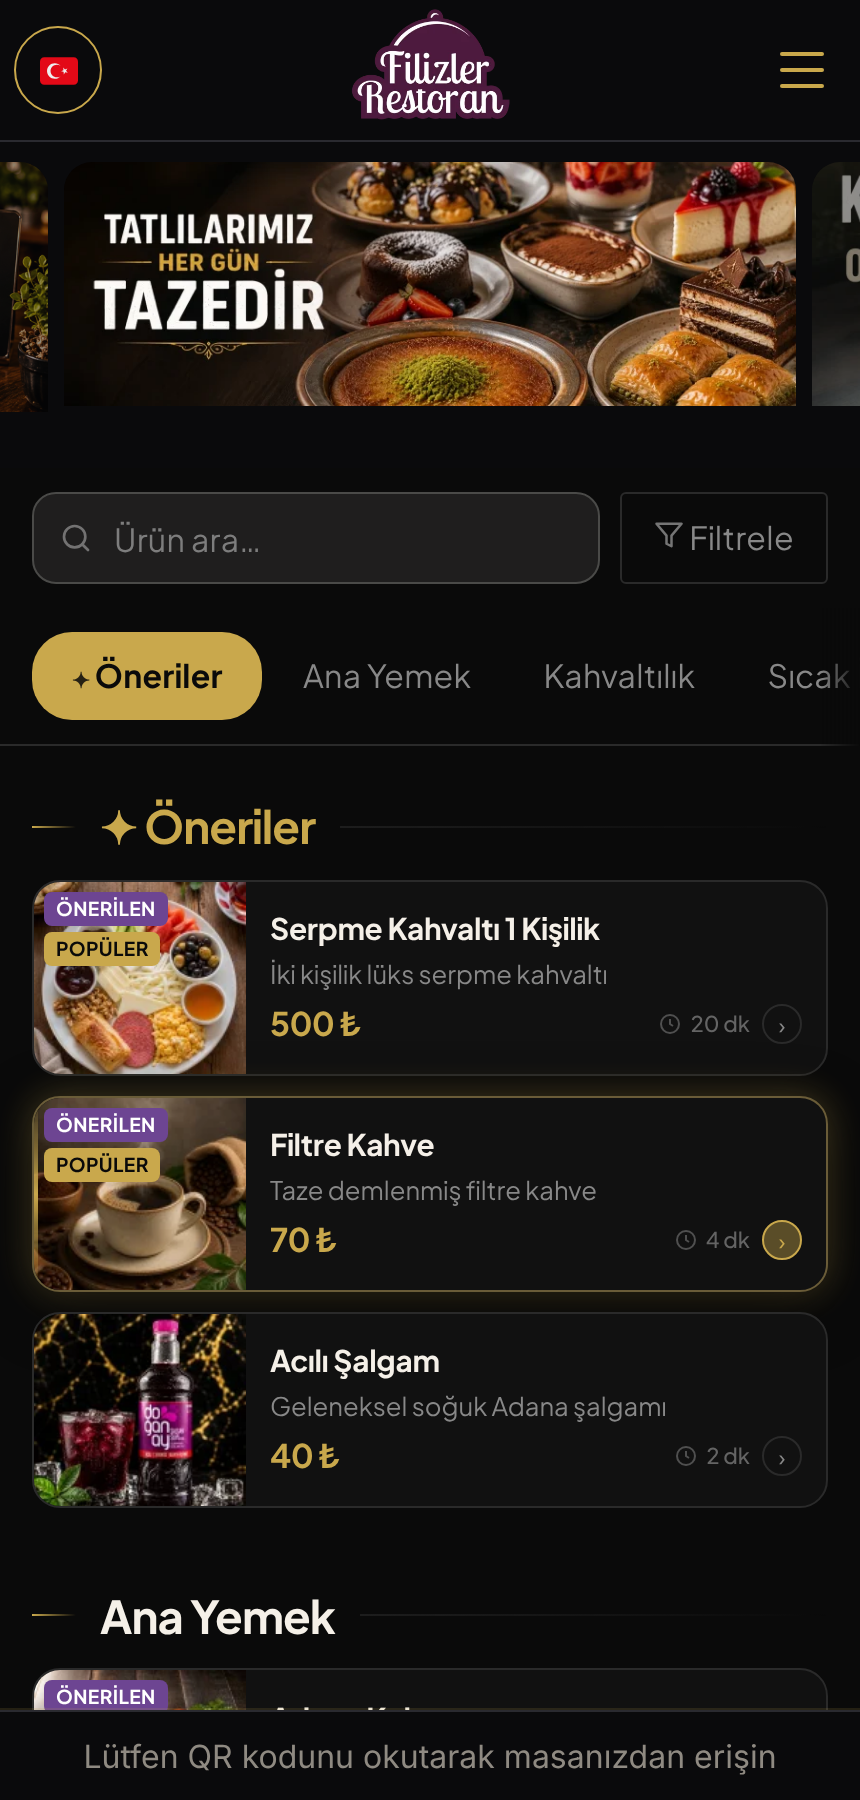 Filizler
Restoran
TATLILARIMIZ
HER GÜN
TAZEDİR
Ürün ara...
Filtrele
Öneriler
Ana Yemek
Kahvaltılık
Sıcak
Öneriler
ÖNERİLEN
POPÜLER
Serpme Kahvaltı 1 Kişilik
İki kişilik lüks serpme kahvaltı
500 ₺
20 dk
ÖNERİLEN
POPÜLER
Filtre Kahve
Taze demlenmiş filtre kahve
70 ₺
4 dk
doğanay
Acılı Şalgam
Geleneksel soğuk Adana şalgamı
40 ₺
2 dk
Ana Yemek
ÖNERİLEN
Lütfen QR kodunu okutarak masanızdan erişin